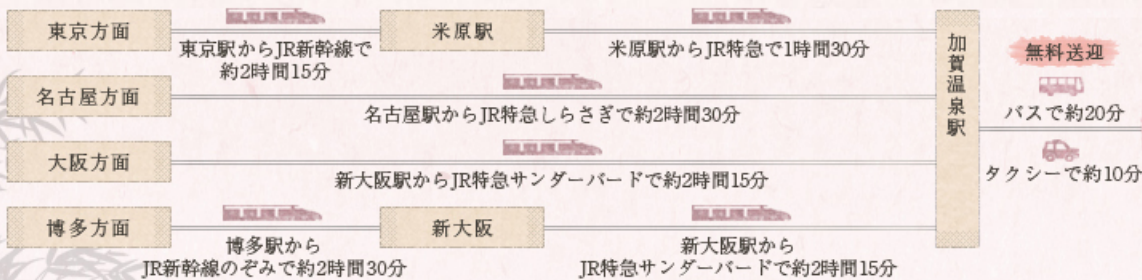 東京方面
東京駅からJR新幹線で
約2時間15分
米原駅
米原駅からJR特急で1時間30分
名古屋方面
名古屋駅からJR特急しらさぎで約2時間30分
大阪方面
新大阪駅からJR特急サンダーバードで約2時間15分
博多方面
博多駅から
JR新幹線のぞみで約2時間30分
新大阪
新大阪駅から
JR特急サンダーバードで約2時間15分
加賀温泉駅
無料送迎
バスで約20分
タクシーで約10分